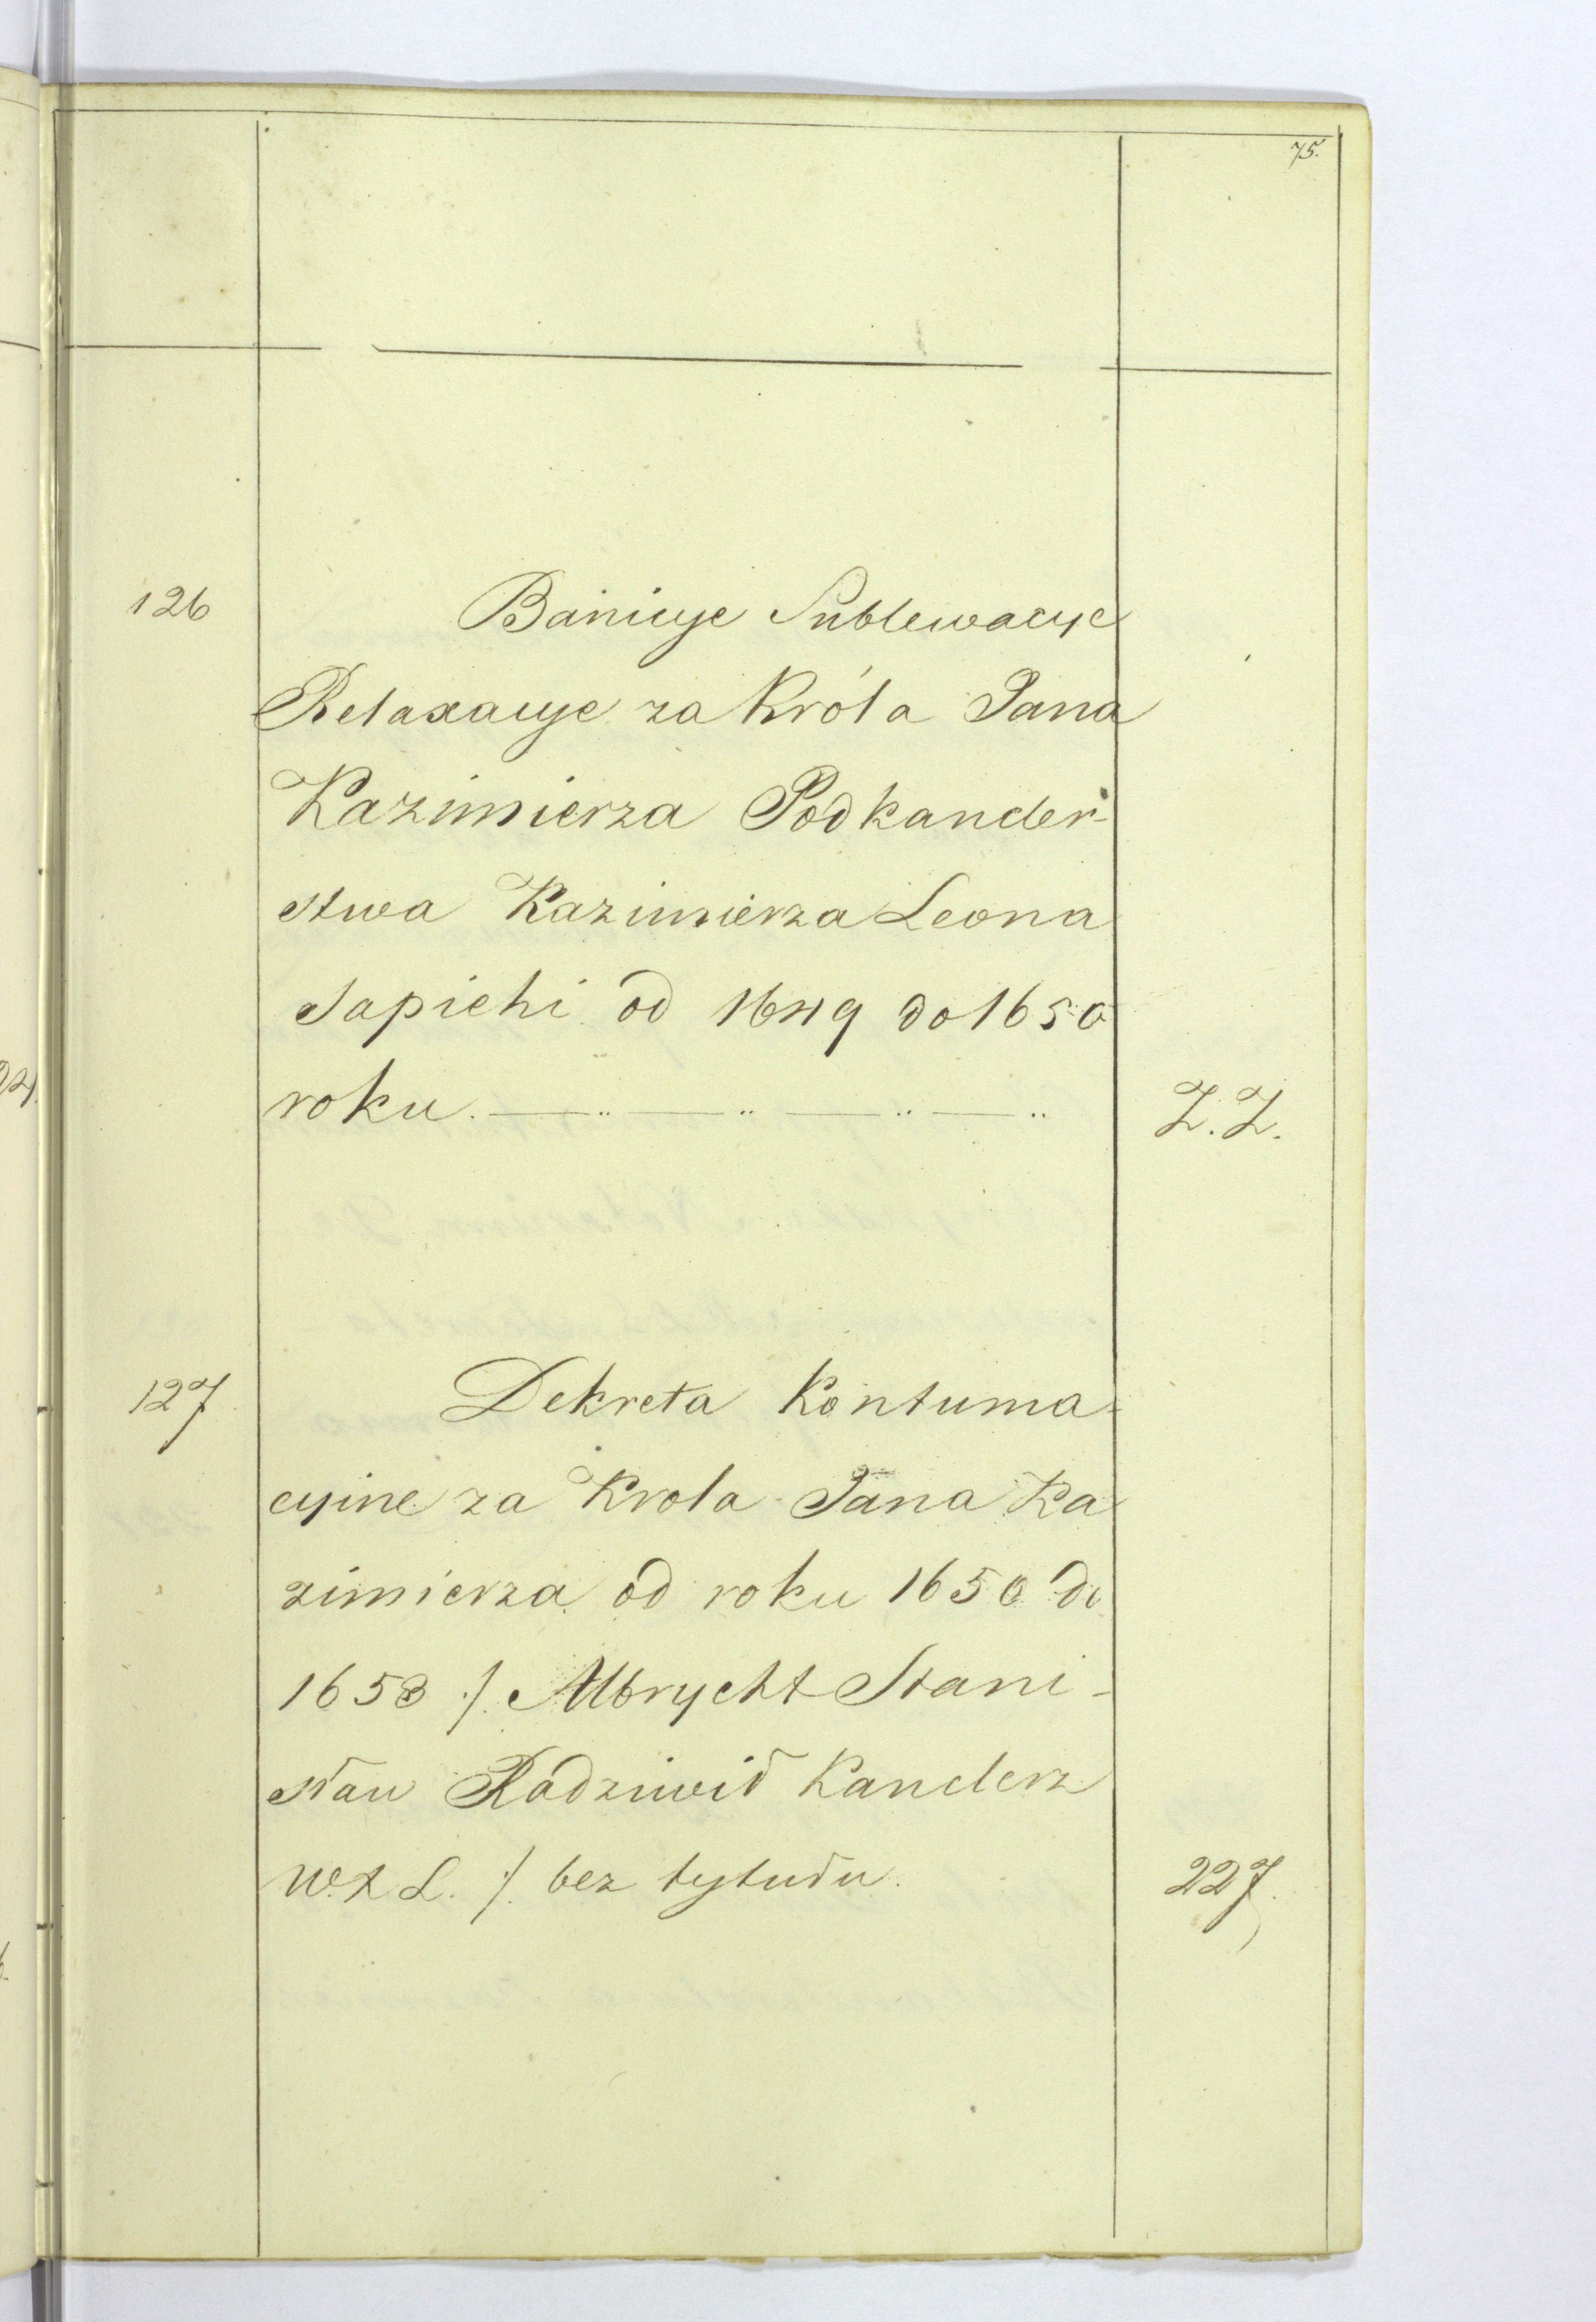 75.
126 Banicye Sublewacye
Relaxacye za Króla Jana
Kazimierza Podkancler-
stwa Kazimierza Leona
Sapiehi od 1649 do 1650
roku. — „ — „ — „ — „ Z. Z.
127 Dekreta Kontuma-
cyine za Krola Jana Ka
zimierza od roku 1650 do
1653 /. Albrycht Stani-
sław Radziwił Kanclerz
W. X L. /. bez tytułu. 227.